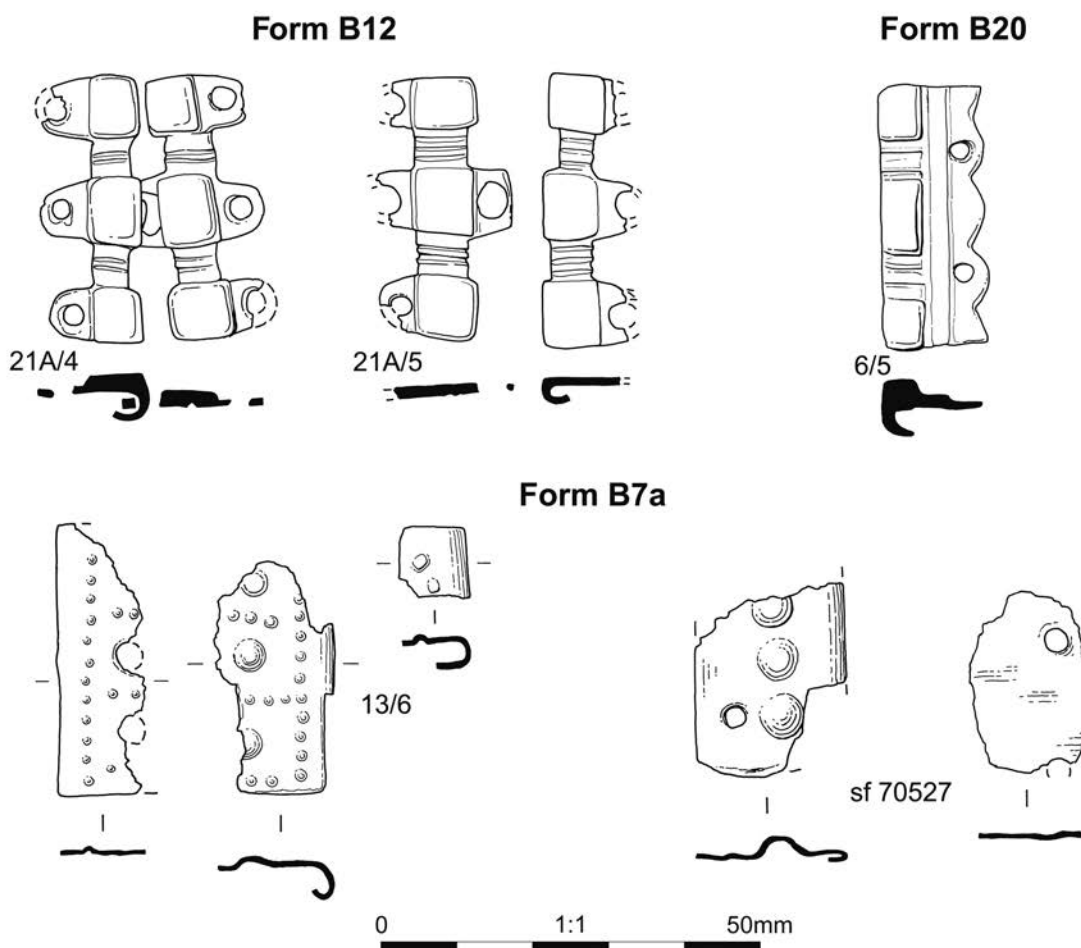 Form B12
Form B20
21A/4
21A/5
6/5
Form B7a
13/6
sf 70527
0 1:1 50mm